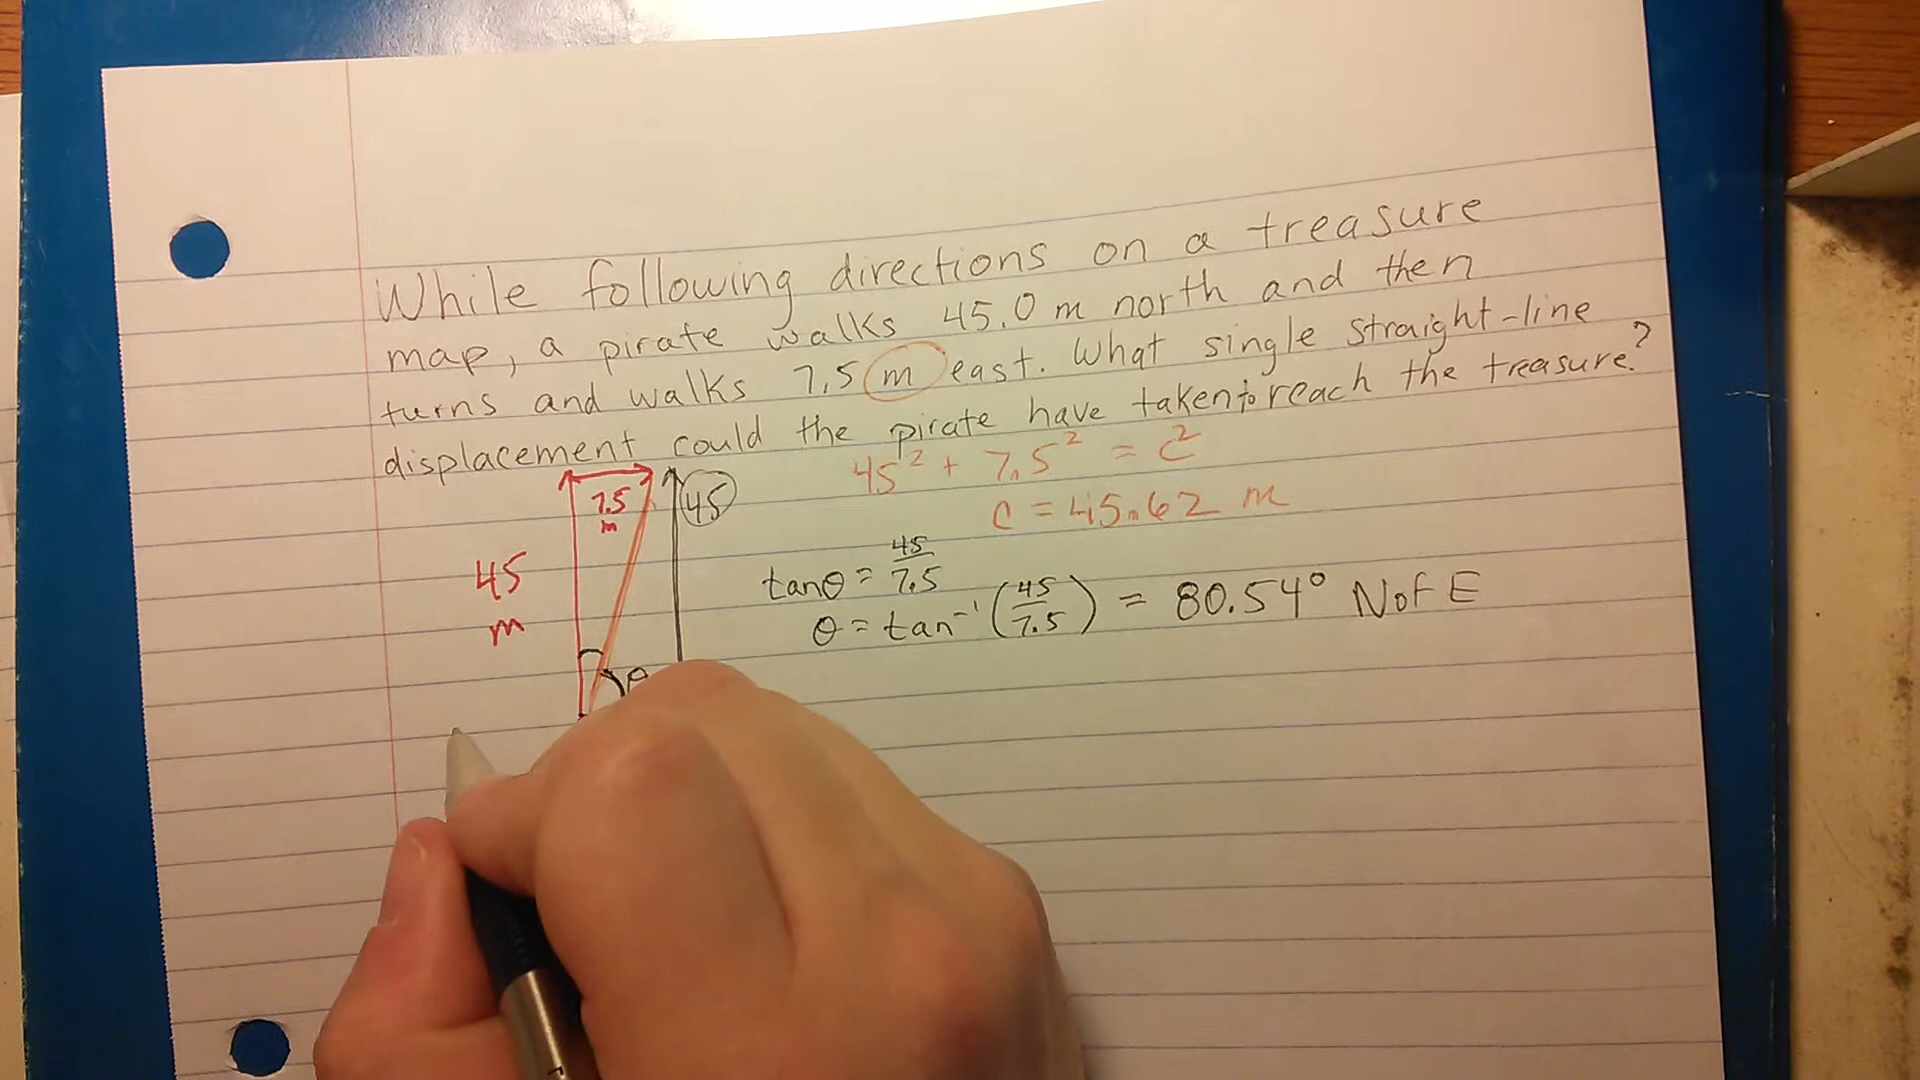 While following directions on a treasure
map, a pirate walks 45.0 m north and then
turns and walks 7.5 m east. What single straight-line
displacement could the pirate have taken to reach the treasure?
45² + 7.5² = c²
c = 45.62 m
7.5
m
45
45
m
tanθ = 45/7.5
θ = tan⁻¹(45/7.5) = 80.54° N of E
θ